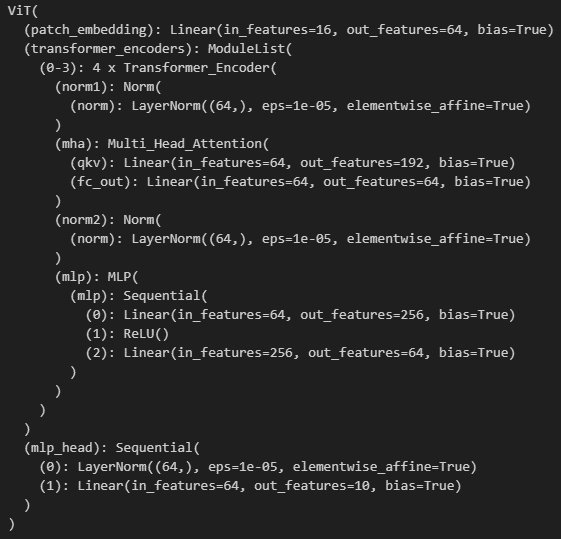 ViT(
  (patch_embedding): Linear(in_features=16, out_features=64, bias=True)
  (transformer_encoders): ModuleList(
    (0-3): 4 x Transformer_Encoder(
      (norm1): Norm(
        (norm): LayerNorm((64,), eps=1e-05, elementwise_affine=True)
      )
      (mha): Multi_Head_Attention(
        (qkv): Linear(in_features=64, out_features=192, bias=True)
        (fc_out): Linear(in_features=64, out_features=64, bias=True)
      )
      (norm2): Norm(
        (norm): LayerNorm((64,), eps=1e-05, elementwise_affine=True)
      )
      (mlp): MLP(
        (mlp): Sequential(
          (0): Linear(in_features=64, out_features=256, bias=True)
          (1): ReLU()
          (2): Linear(in_features=256, out_features=64, bias=True)
        )
      )
    )
  )
  (mlp_head): Sequential(
    (0): LayerNorm((64,), eps=1e-05, elementwise_affine=True)
    (1): Linear(in_features=64, out_features=10, bias=True)
  )
)